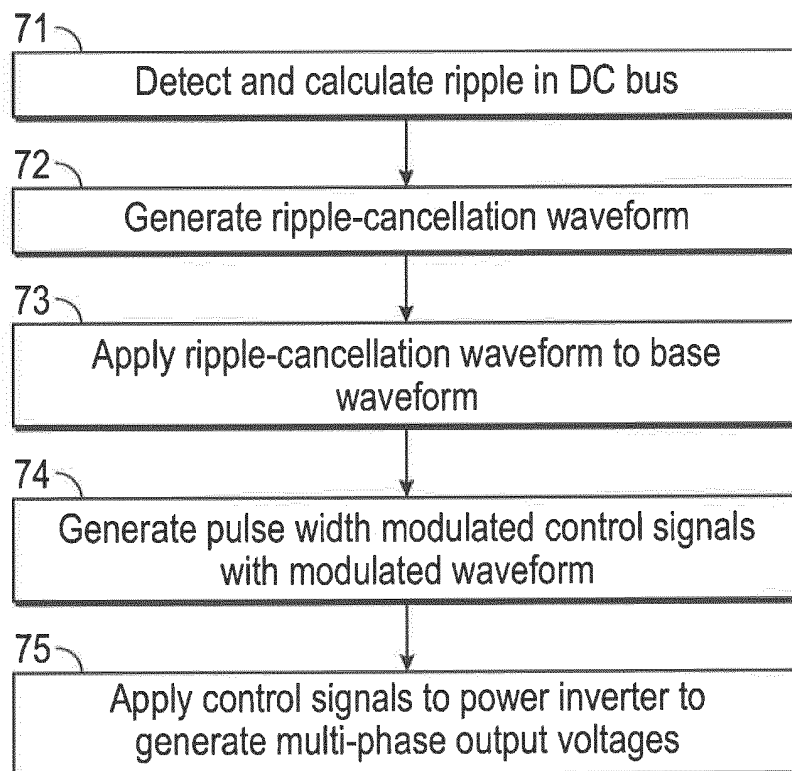 71
Detect and calculate ripple in DC bus
72
Generate ripple-cancellation waveform
73
Apply ripple-cancellation waveform to base
waveform
74
Generate pulse width modulated control signals
with modulated waveform
75
Apply control signals to power inverter to
generate multi-phase output voltages